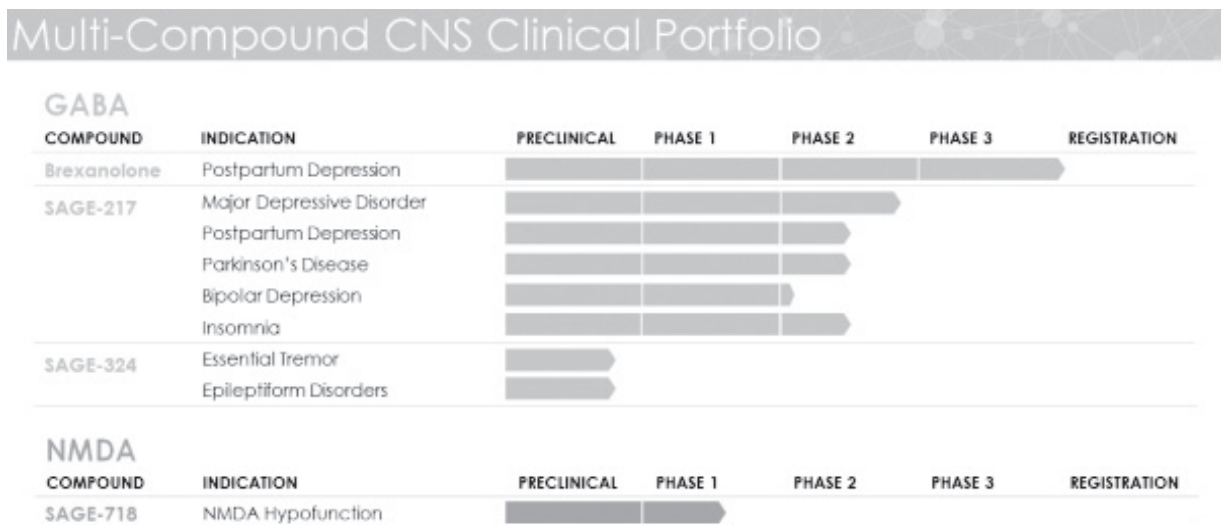 Multi-Compound CNS Clinical Portfolio
GABA
COMPOUND INDICATION PRECLINICAL PHASE 1 PHASE 2 PHASE 3 REGISTRATION
Brexanolone Postpartum Depression
SAGE-217 Major Depressive Disorder
Postpartum Depression
Parkinson's Disease
Bipolar Depression
Insomnia
SAGE-324 Essential Tremor
Epileptiform Disorders
NMDA
COMPOUND INDICATION PRECLINICAL PHASE 1 PHASE 2 PHASE 3 REGISTRATION
SAGE-718 NMDA Hypofunction